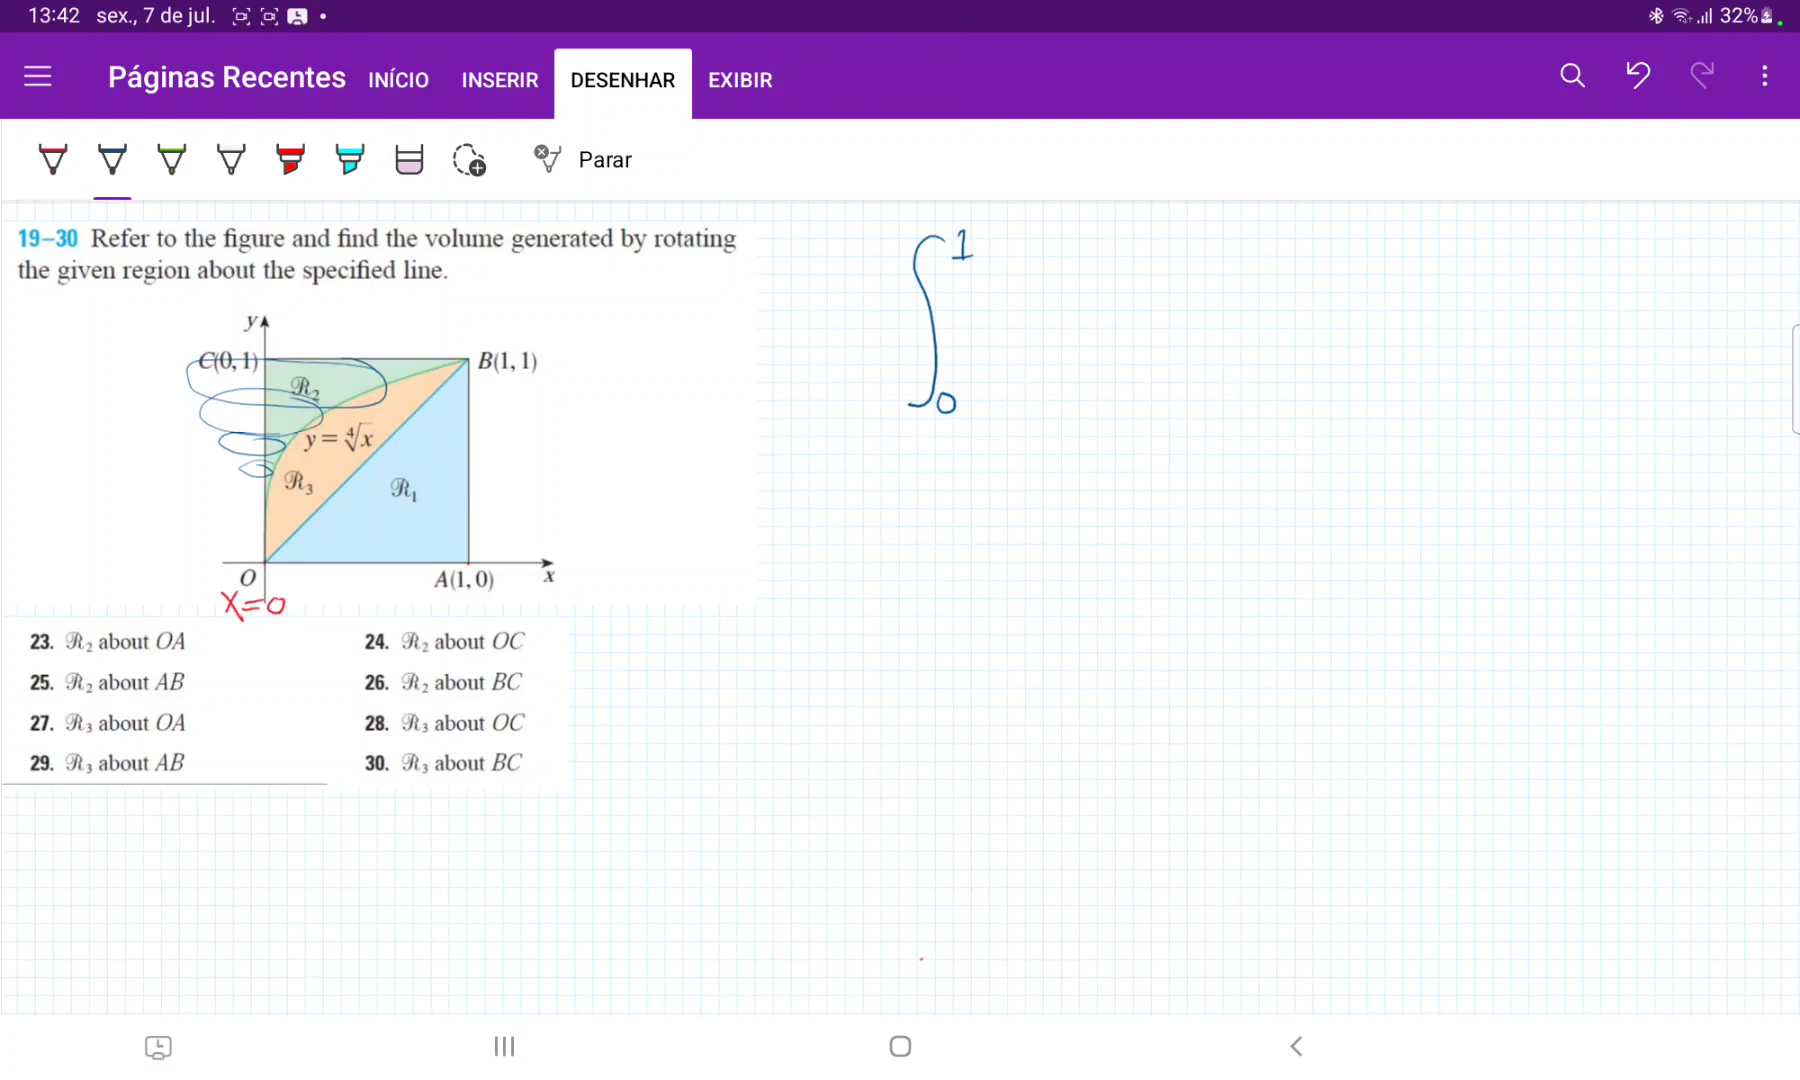 13:42 sex., 7 de jul. • 32%
Páginas Recentes INÍCIO INSERIR DESENHAR EXIBIR
Parar
19–30 Refer to the figure and find the volume generated by rotating
the given region about the specified line.
y
C(0, 1) B(1, 1)
ℛ₂
y = ∜x
ℛ₃ ℛ₁
O A(1, 0) x
x=0
23. ℛ₂ about OA 24. ℛ₂ about OC
25. ℛ₂ about AB 26. ℛ₂ about BC
27. ℛ₃ about OA 28. ℛ₃ about OC
29. ℛ₃ about AB 30. ℛ₃ about BC
∫ 1
0